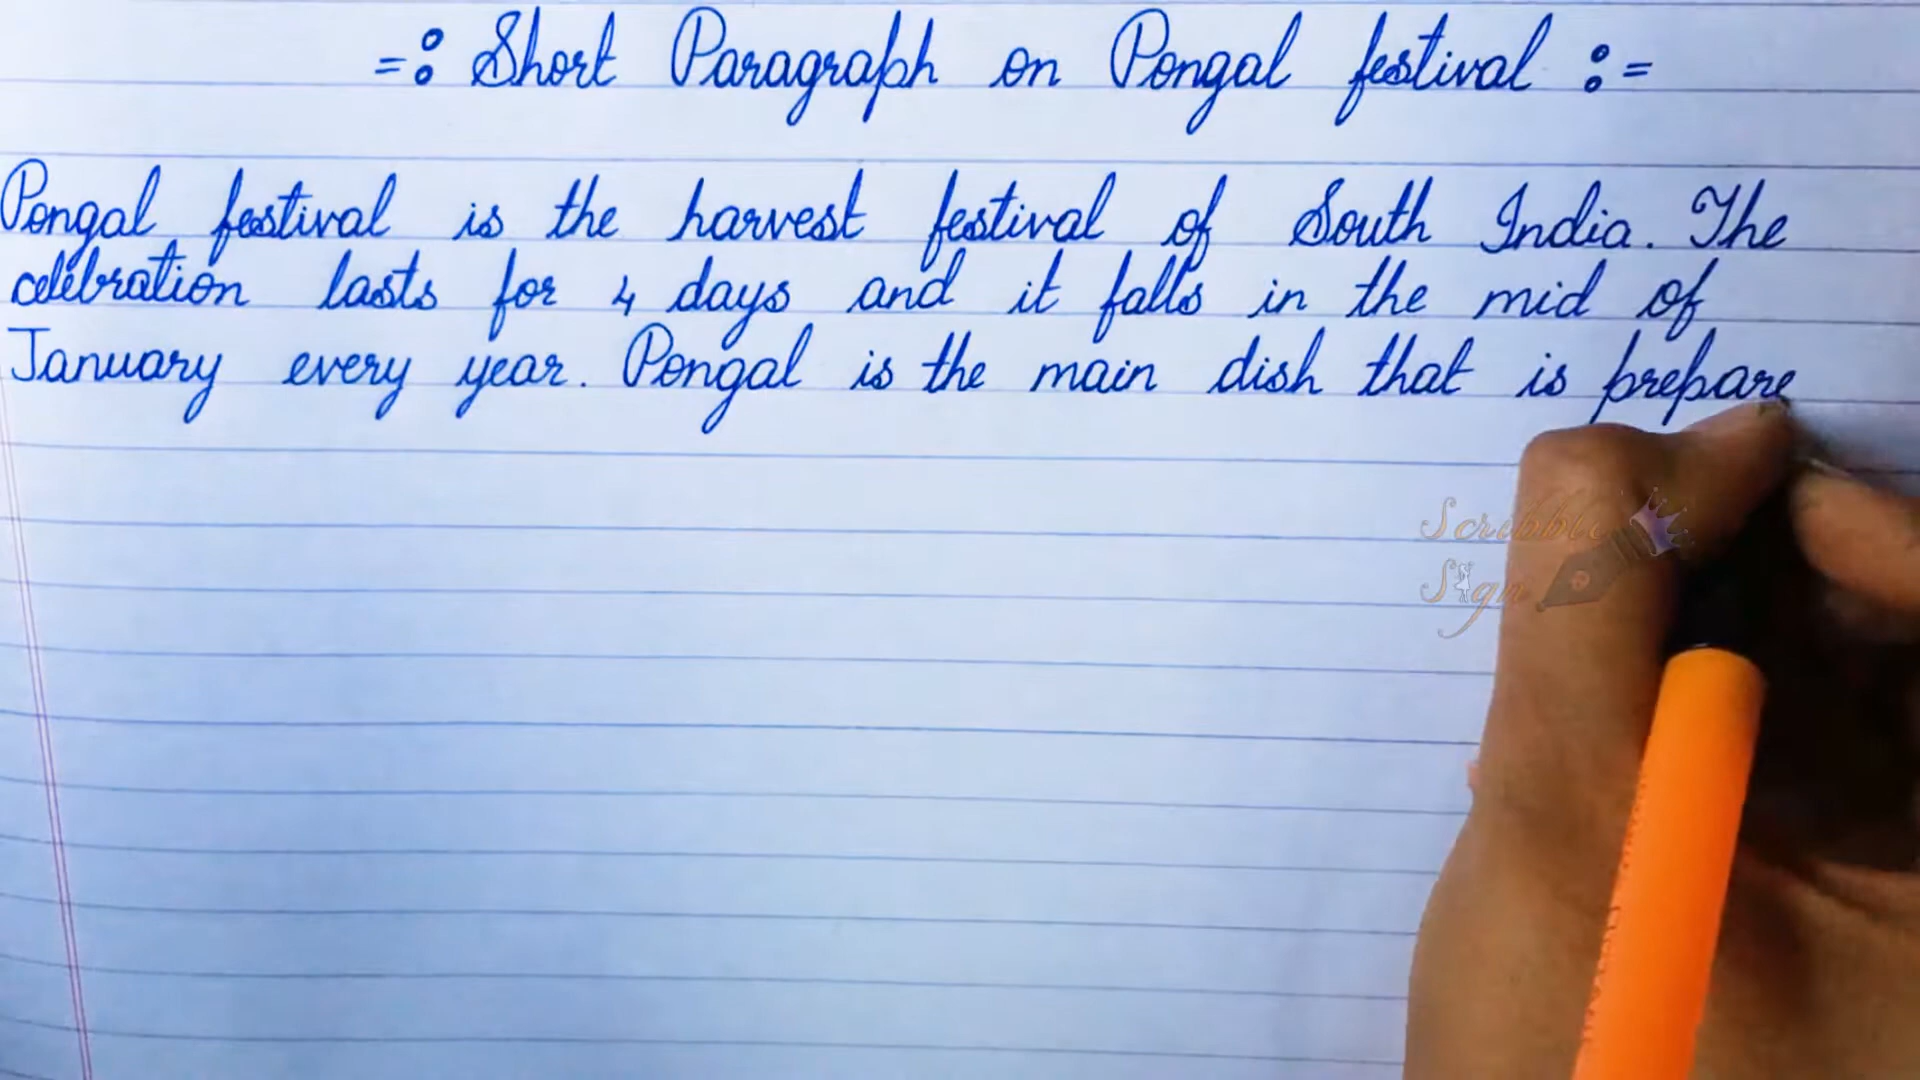 =: Short Paragraph on Pongal festival :=
Pongal festival is the harvest festival of South India. The
celebration lasts for 4 days and it falls in the mid of
January every year. Pongal is the main dish that is prepare
Scribble
Sign